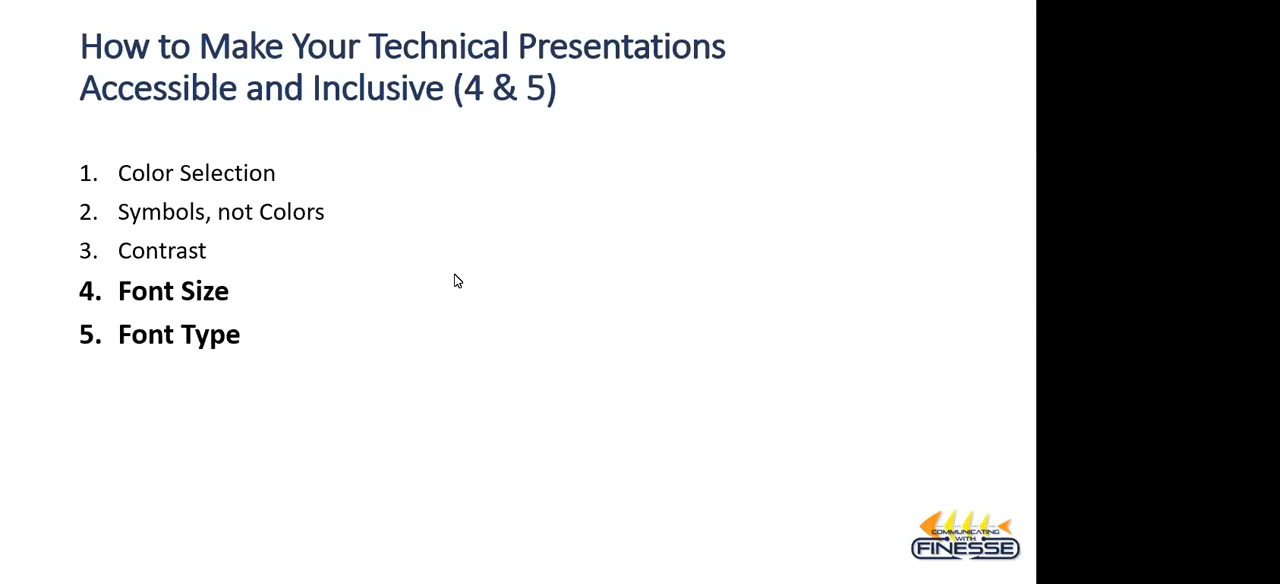 How to Make Your Technical Presentations
Accessible and Inclusive (4 & 5)
1. Color Selection
2. Symbols, not Colors
3. Contrast
4. Font Size
5. Font Type
COMMUNICATING
WITH
FINESSE